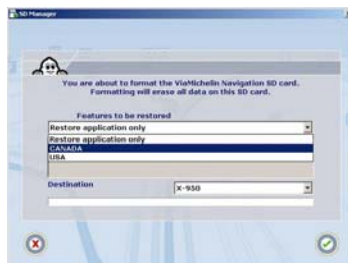 SD Manager
You are about to format the ViaMichelin Navigation SD card.
Formatting will erase all data on this SD card.
Features to be restored
Restore application only
Restore application only
CANADA
USA
Destination
X-950